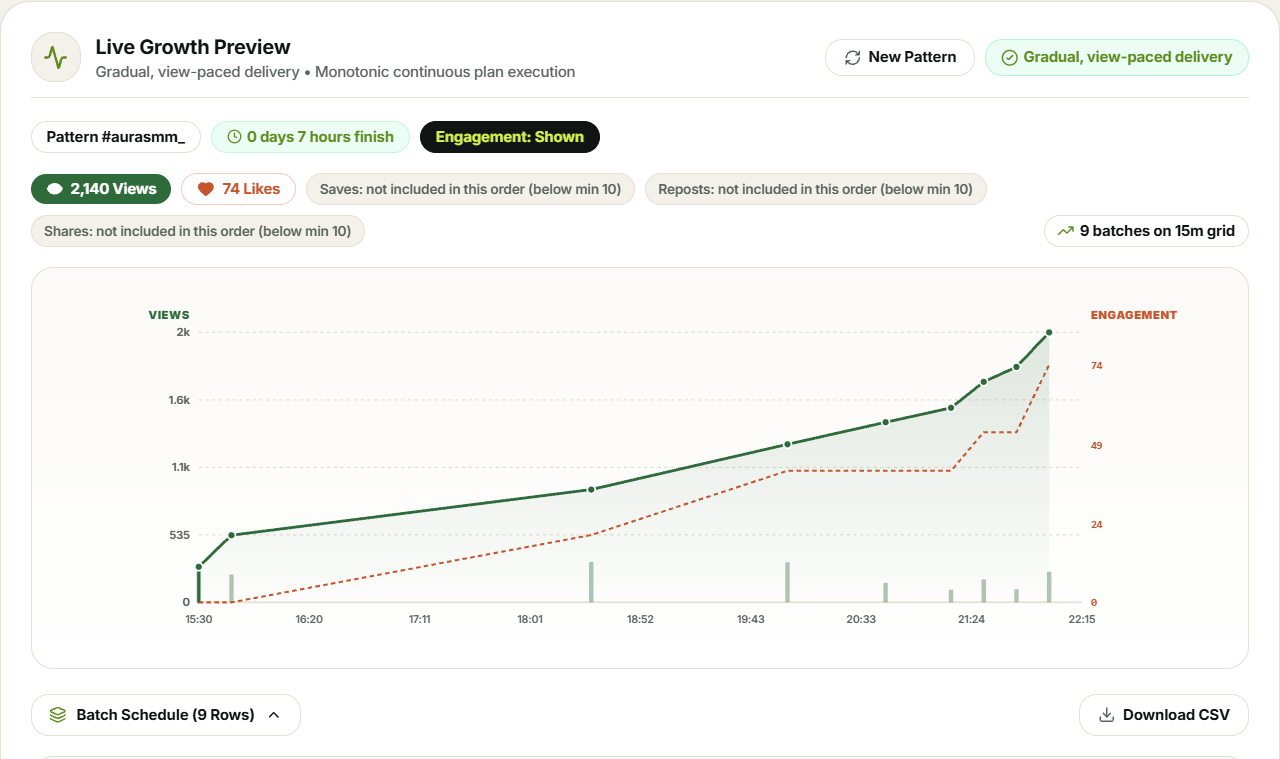 Live Growth Preview
Gradual, view-paced delivery • Monotonic continuous plan execution
New Pattern
Gradual, view-paced delivery
Pattern #aurasmm_
0 days 7 hours finish
Engagement: Shown
2,140 Views
74 Likes
Saves: not included in this order (below min 10)
Reposts: not included in this order (below min 10)
Shares: not included in this order (below min 10)
9 batches on 15m grid
VIEWS
ENGAGEMENT
2k
1.6k
1.1k
535
0
74
49
24
0
15:30
16:20
17:11
18:01
18:52
19:43
20:33
21:24
22:15
Batch Schedule (9 Rows)
Download CSV